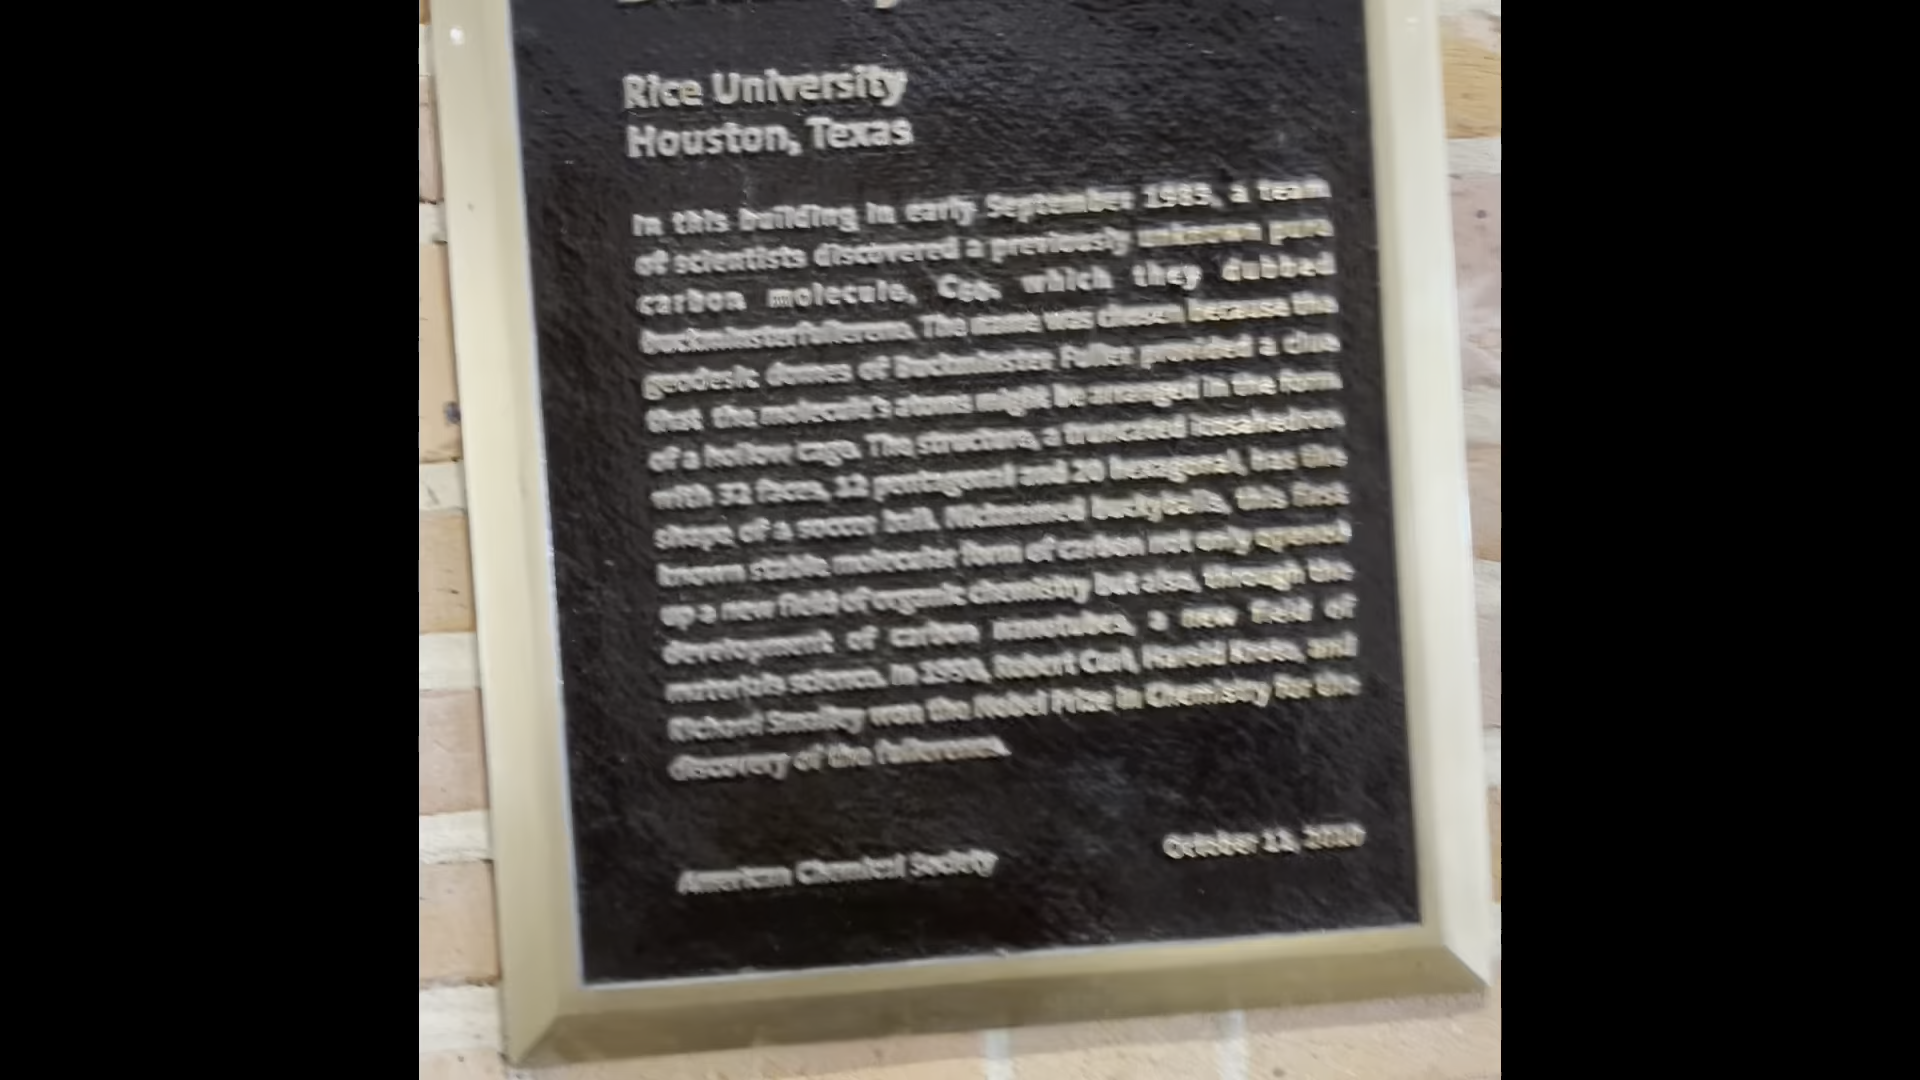 Rice University
Houston, Texas
In this building in early September 1985, a team
of scientists discovered a previously unknown pure
carbon molecule, C₆₀, which they dubbed
buckminsterfullerene. The name was chosen because the
geodesic domes of Buckminster Fuller provided a clue
that the molecule's atoms might be arranged in the form
of a hollow cage. The structure, a truncated icosahedron
with 32 faces, 12 pentagonal and 20 hexagonal, has the
shape of a soccer ball. Nicknamed buckyballs, this first
known stable molecular form of carbon not only opened
up a new field of organic chemistry but also, through the
development of carbon nanotubes, a new field of
materials science. In 1996, Robert Curl, Harold Kroto, and
Richard Smalley won the Nobel Prize in Chemistry for the
discovery of the fullerenes.
American Chemical Society
October 2010